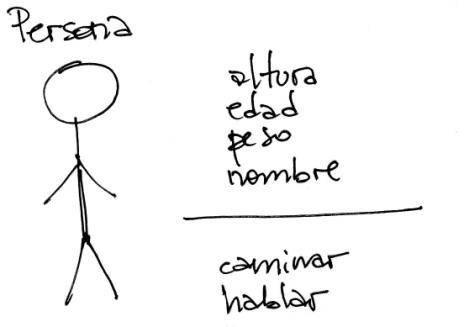 Persona
altura
edad
peso
nombre
caminar
hablar